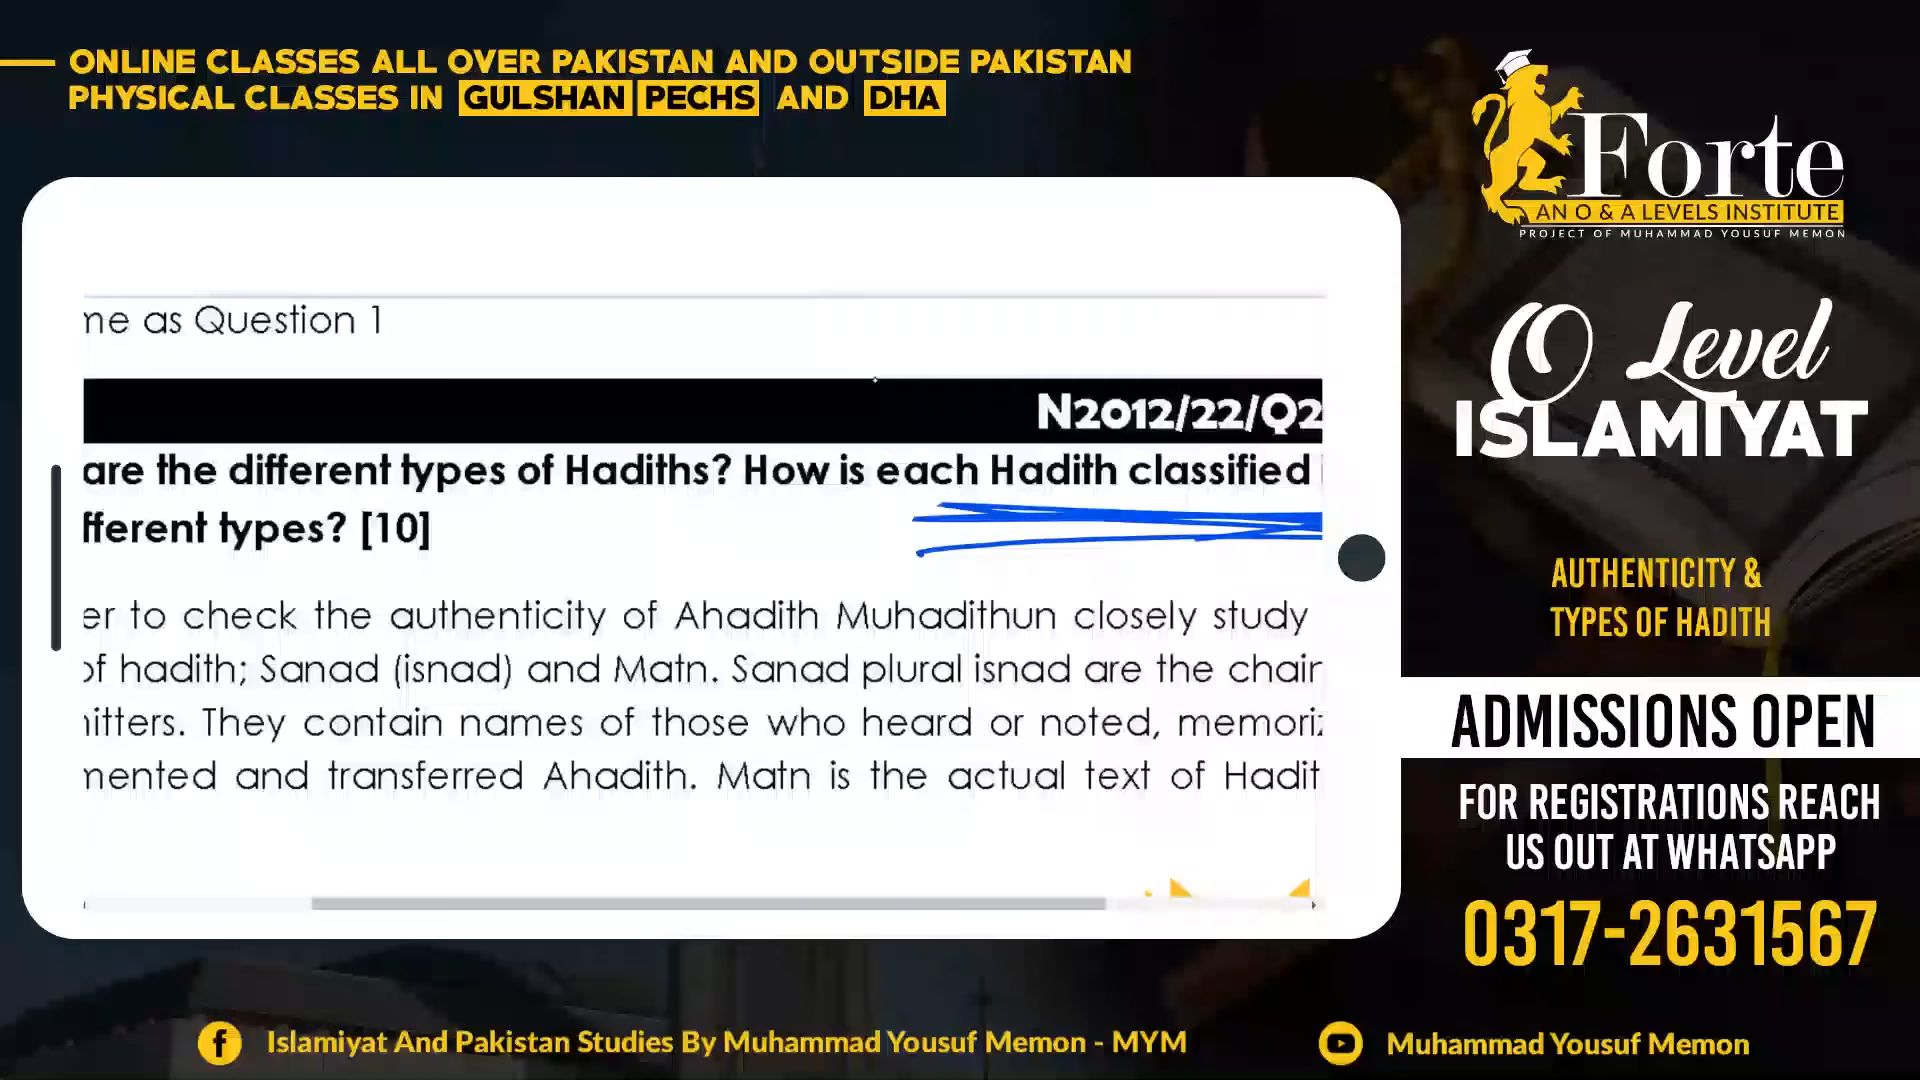 ONLINE CLASSES ALL OVER PAKISTAN AND OUTSIDE PAKISTAN
PHYSICAL CLASSES IN GULSHAN PECHS AND DHA
Forte
AN O & A LEVELS INSTITUTE
PROJECT OF MUHAMMAD YOUSUF MEMON
me as Question 1
N2012/22/Q2
are the different types of Hadiths? How is each Hadith classified
fferent types? [10]
er to check the authenticity of Ahadith Muhadithun closely study
of hadith; Sanad (isnad) and Matn. Sanad plural isnad are the chain
nitters. They contain names of those who heard or noted, memoriz
mented and transferred Ahadith. Matn is the actual text of Hadit
O Level
ISLAMIYAT
AUTHENTICITY &
TYPES OF HADITH
ADMISSIONS OPEN
FOR REGISTRATIONS REACH
US OUT AT WHATSAPP
0317-2631567
Islamiyat And Pakistan Studies By Muhammad Yousuf Memon - MYM
Muhammad Yousuf Memon